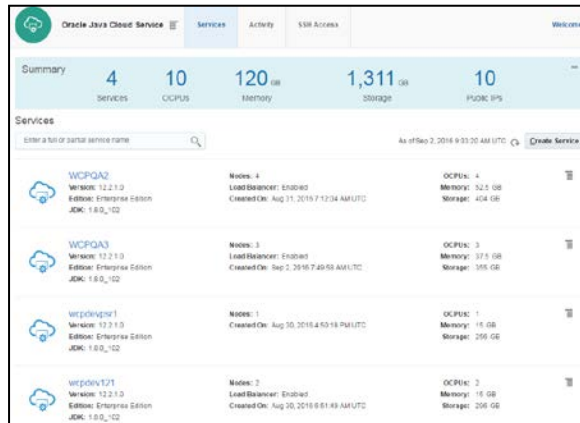 Oracle Java Cloud Service
Services
Activity
SSH Access
Welcome
Summary
4
Services
10
OCPUs
120 GB
Memory
1,311 GB
Storage
10
Public IPs
Services
Enter a full or partial service name
As of Sep 2, 2016 9:33:20 AM UTC
Create Service
WCPQA2
Version: 12.2.1.0
Edition: Enterprise Edition
JDK: 1.8.0_102
Nodes: 4
Load Balancer: Enabled
Created On: Aug 31, 2016 7:12:04 AM UTC
OCPUs: 4
Memory: 52.5 GB
Storage: 404 GB
WCPQA3
Version: 12.2.1.0
Edition: Enterprise Edition
JDK: 1.8.0_102
Nodes: 3
Load Balancer: Enabled
Created On: Sep 2, 2016 7:49:58 AM UTC
OCPUs: 3
Memory: 37.5 GB
Storage: 355 GB
wcpdevpsr1
Version: 12.2.1.0
Edition: Enterprise Edition
JDK: 1.8.0_102
Nodes: 1
Created On: Aug 30, 2016 4:50:18 PM UTC
OCPUs: 1
Memory: 15 GB
Storage: 256 GB
wcpdev121
Version: 12.2.1.0
Edition: Enterprise Edition
JDK: 1.8.0_102
Nodes: 2
Load Balancer: Enabled
Created On: Aug 30, 2016 6:51:49 AM UTC
OCPUs: 2
Memory: 15 GB
Storage: 296 GB